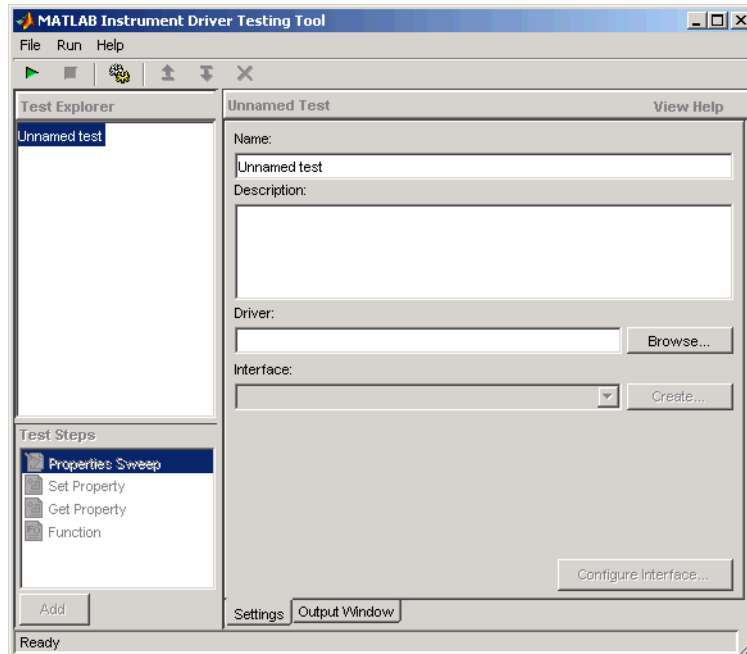 MATLAB Instrument Driver Testing Tool
File Run Help
Test Explorer
Unnamed test
Unnamed Test View Help
Name:
Unnamed test
Description:
Driver:
Browse...
Interface:
Create...
Test Steps
Properties Sweep
Set Property
Get Property
Function
Add
Configure Interface...
Settings Output Window
Ready